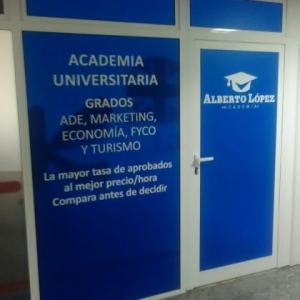 ACADEMIA
UNIVERSITARIA
GRADOS
ADE, MARKETING,
ECONOMÍA, FYCO
Y TURISMO
La mayor tasa de aprobados
al mejor precio/hora
Compara antes de decidir
ALBERTO LÓPEZ
ACADEMIA